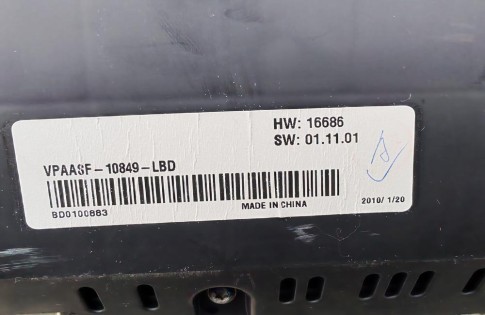 HW: 16686
SW: 01.11.01
VPAASF-10849-LBD
BD0100883
MADE IN CHINA
2010/ 1/20